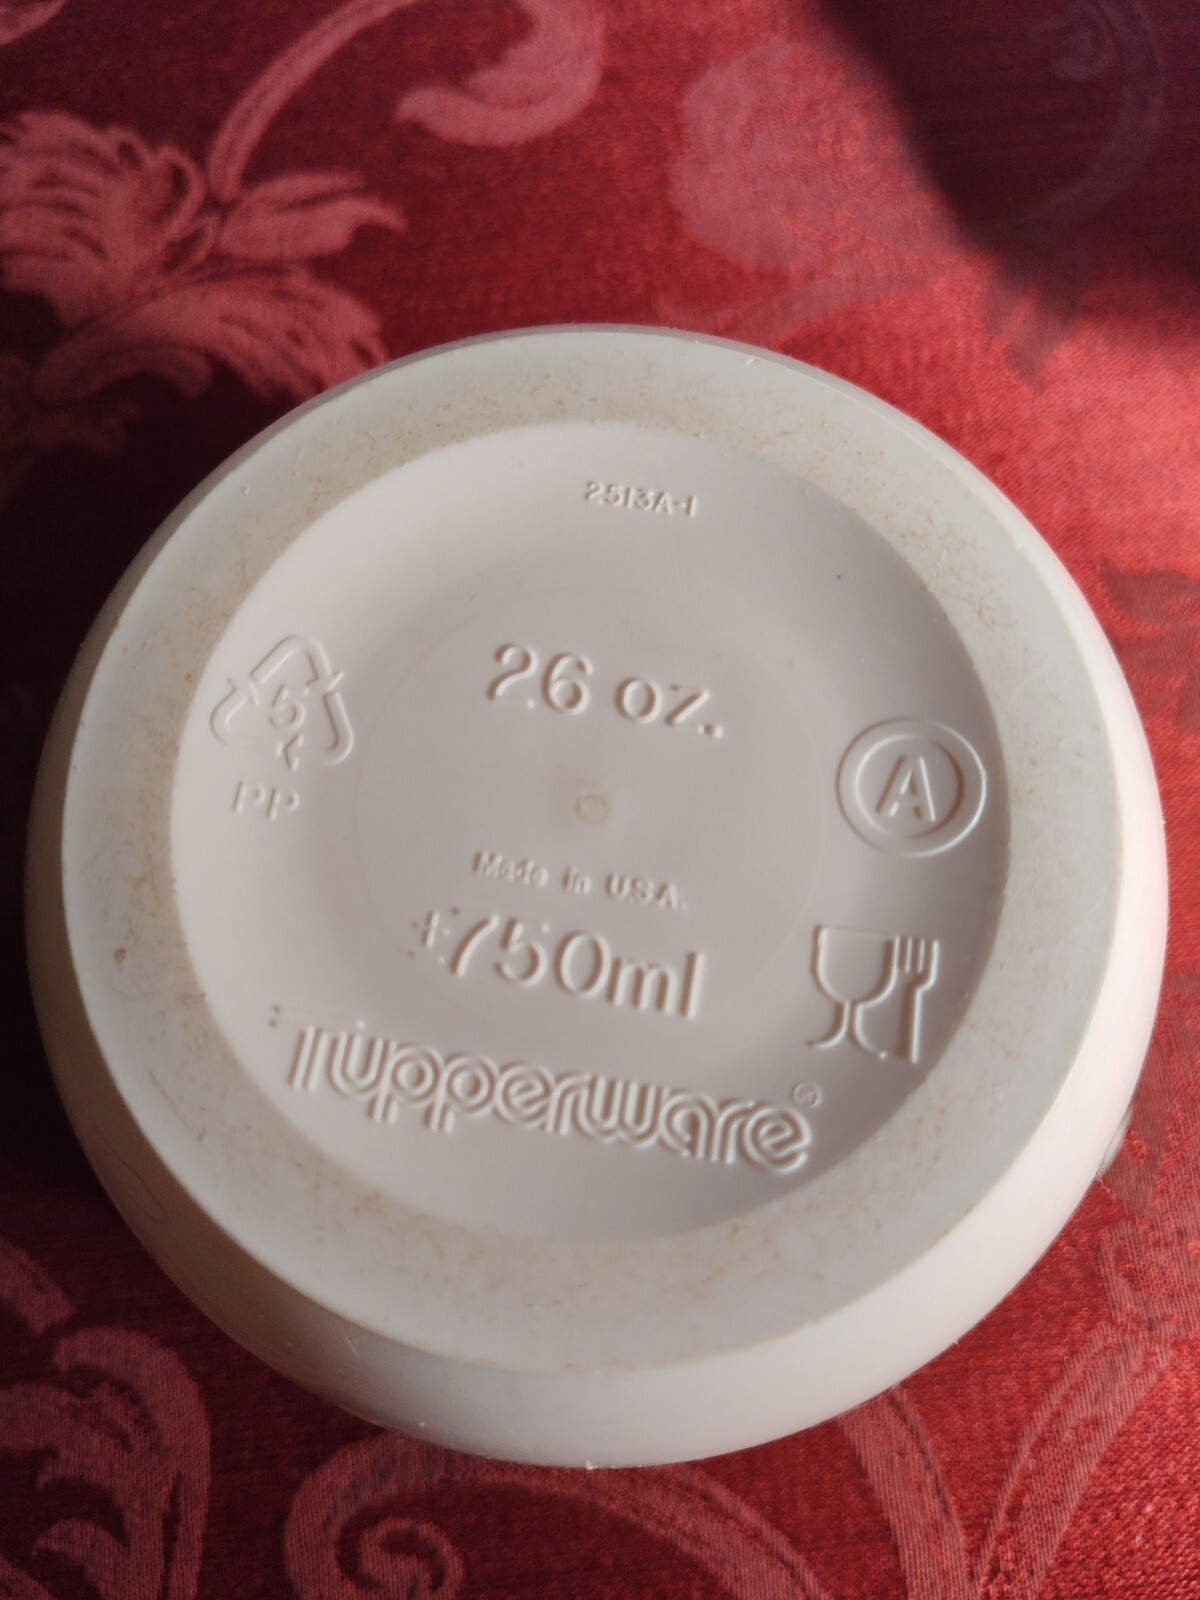 2513A-1
26 oz.
5
PP
A
Made in U.S.A.
750ml
Tupperware®